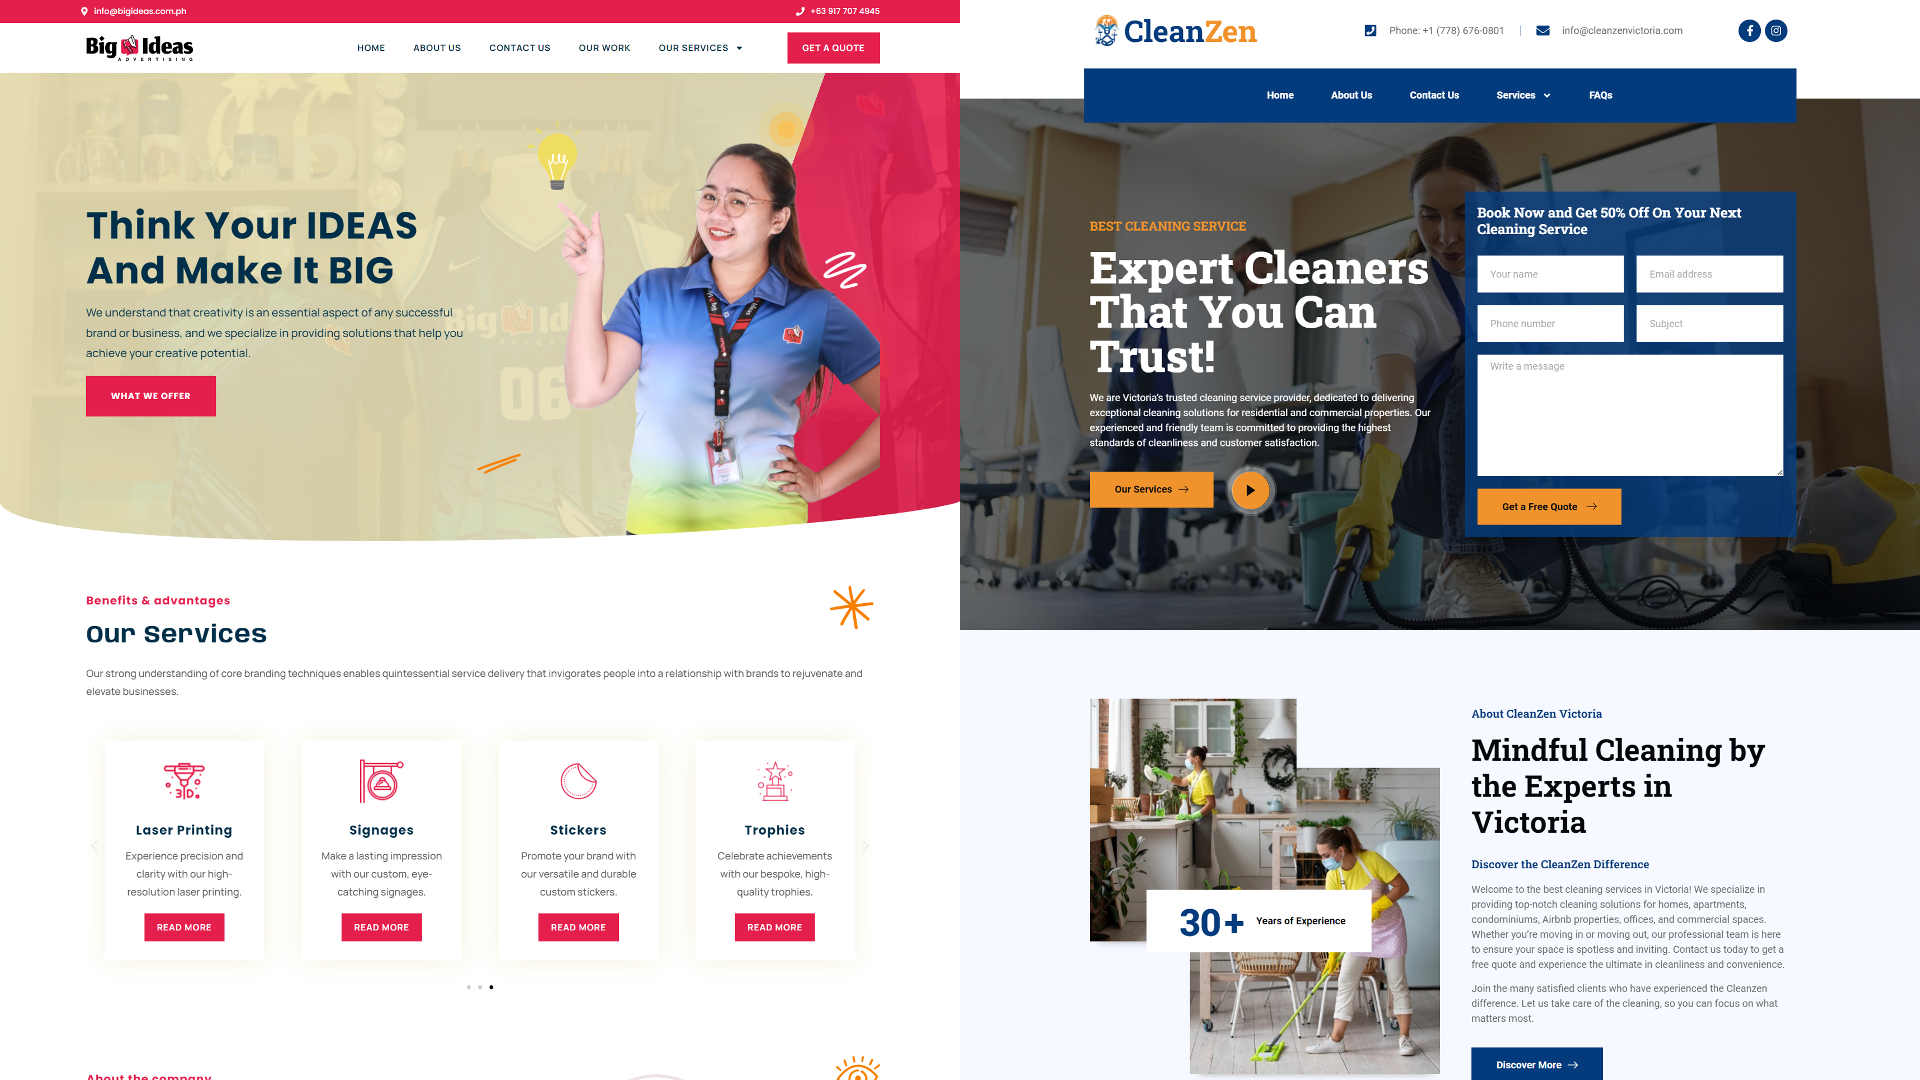 info@bigideas.com.ph
+63 917 707 4945
Big Ideas
ADVERTISING
HOME
ABOUT US
CONTACT US
OUR WORK
OUR SERVICES
GET A QUOTE
Think Your IDEAS
And Make It BIG
We understand that creativity is an essential aspect of any successful
brand or business, and we specialize in providing solutions that help you
achieve your creative potential.
WHAT WE OFFER
06
Benefits & advantages
Our Services
Our strong understanding of core branding techniques enables quintessential service delivery that invigorates people into a relationship with brands to rejuvenate and
elevate businesses.
3D
Laser Printing
Experience precision and
clarity with our high-
resolution laser printing.
READ MORE
Signages
Make a lasting impression
with our custom, eye-
catching signages.
READ MORE
Stickers
Promote your brand with
our versatile and durable
custom stickers.
READ MORE
Trophies
Celebrate achievements
with our bespoke, high-
quality trophies.
READ MORE
About the company
CleanZen
Phone: +1 (778) 676-0801
info@cleanzenvictoria.com
Home
About Us
Contact Us
Services
FAQs
BEST CLEANING SERVICE
Expert Cleaners
That You Can
Trust!
We are Victoria's trusted cleaning service provider, dedicated to delivering
exceptional cleaning solutions for residential and commercial properties. Our
experienced and friendly team is committed to providing the highest
standards of cleanliness and customer satisfaction.
Our Services
Book Now and Get 50% Off On Your Next
Cleaning Service
Your name
Email address
Phone number
Subject
Write a message
Get a Free Quote
30+
Years of Experience
About CleanZen Victoria
Mindful Cleaning by
the Experts in
Victoria
Discover the CleanZen Difference
Welcome to the best cleaning services in Victoria! We specialize in
providing top-notch cleaning solutions for homes, apartments,
condominiums, Airbnb properties, offices, and commercial spaces.
Whether you're moving in or moving out, our professional team is here
to ensure your space is spotless and inviting. Contact us today to get a
free quote and experience the ultimate in cleanliness and convenience.
Join the many satisfied clients who have experienced the Cleanzen
difference. Let us take care of the cleaning, so you can focus on what
matters most.
Discover More